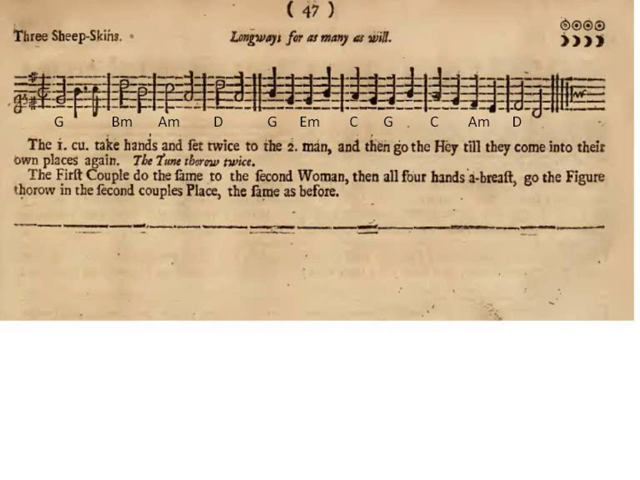 ( 47 )
Three Sheep-Skins. Longways for as many as will.
G Bm Am D G Em C G C Am D
The 1. cu. take hands and ſet twice to the 2. man, and then go the Hey till they come into their
own places again. The Tune thorow twice.
The Firſt Couple do the ſame to the ſecond Woman, then all four hands a-breaſt, go the Figure
thorow in the ſecond couples Place, the ſame as before.